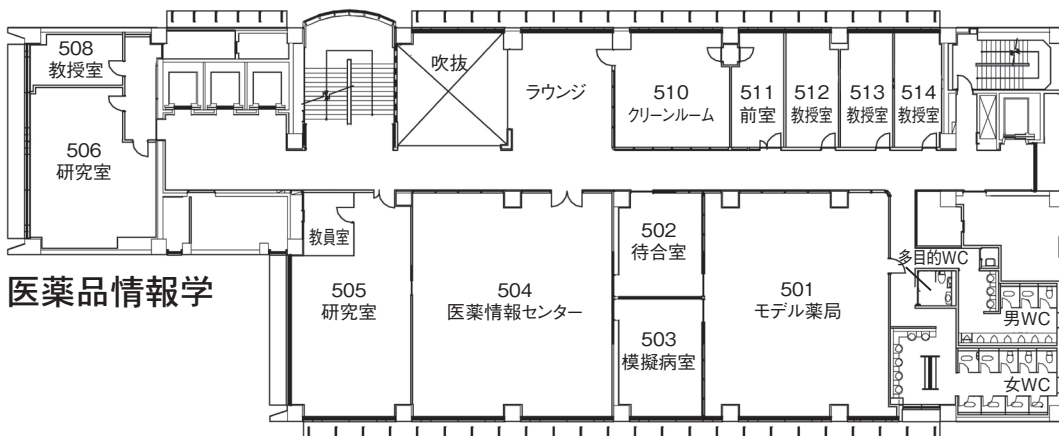 508
教授室
506
研究室
吹抜
ラウンジ
510
クリーンルーム
511
前室
512
教授室
513
教授室
514
教授室
教員室
505
研究室
504
医薬情報センター
502
待合室
503
模擬病室
501
モデル薬局
多目的WC
男WC
女WC
医薬品情報学